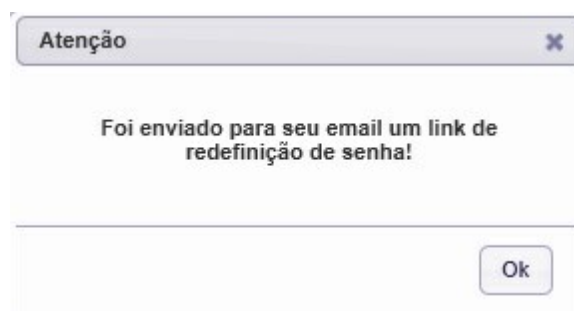 Atenção
Foi enviado para seu email um link de
redefinição de senha!
Ok